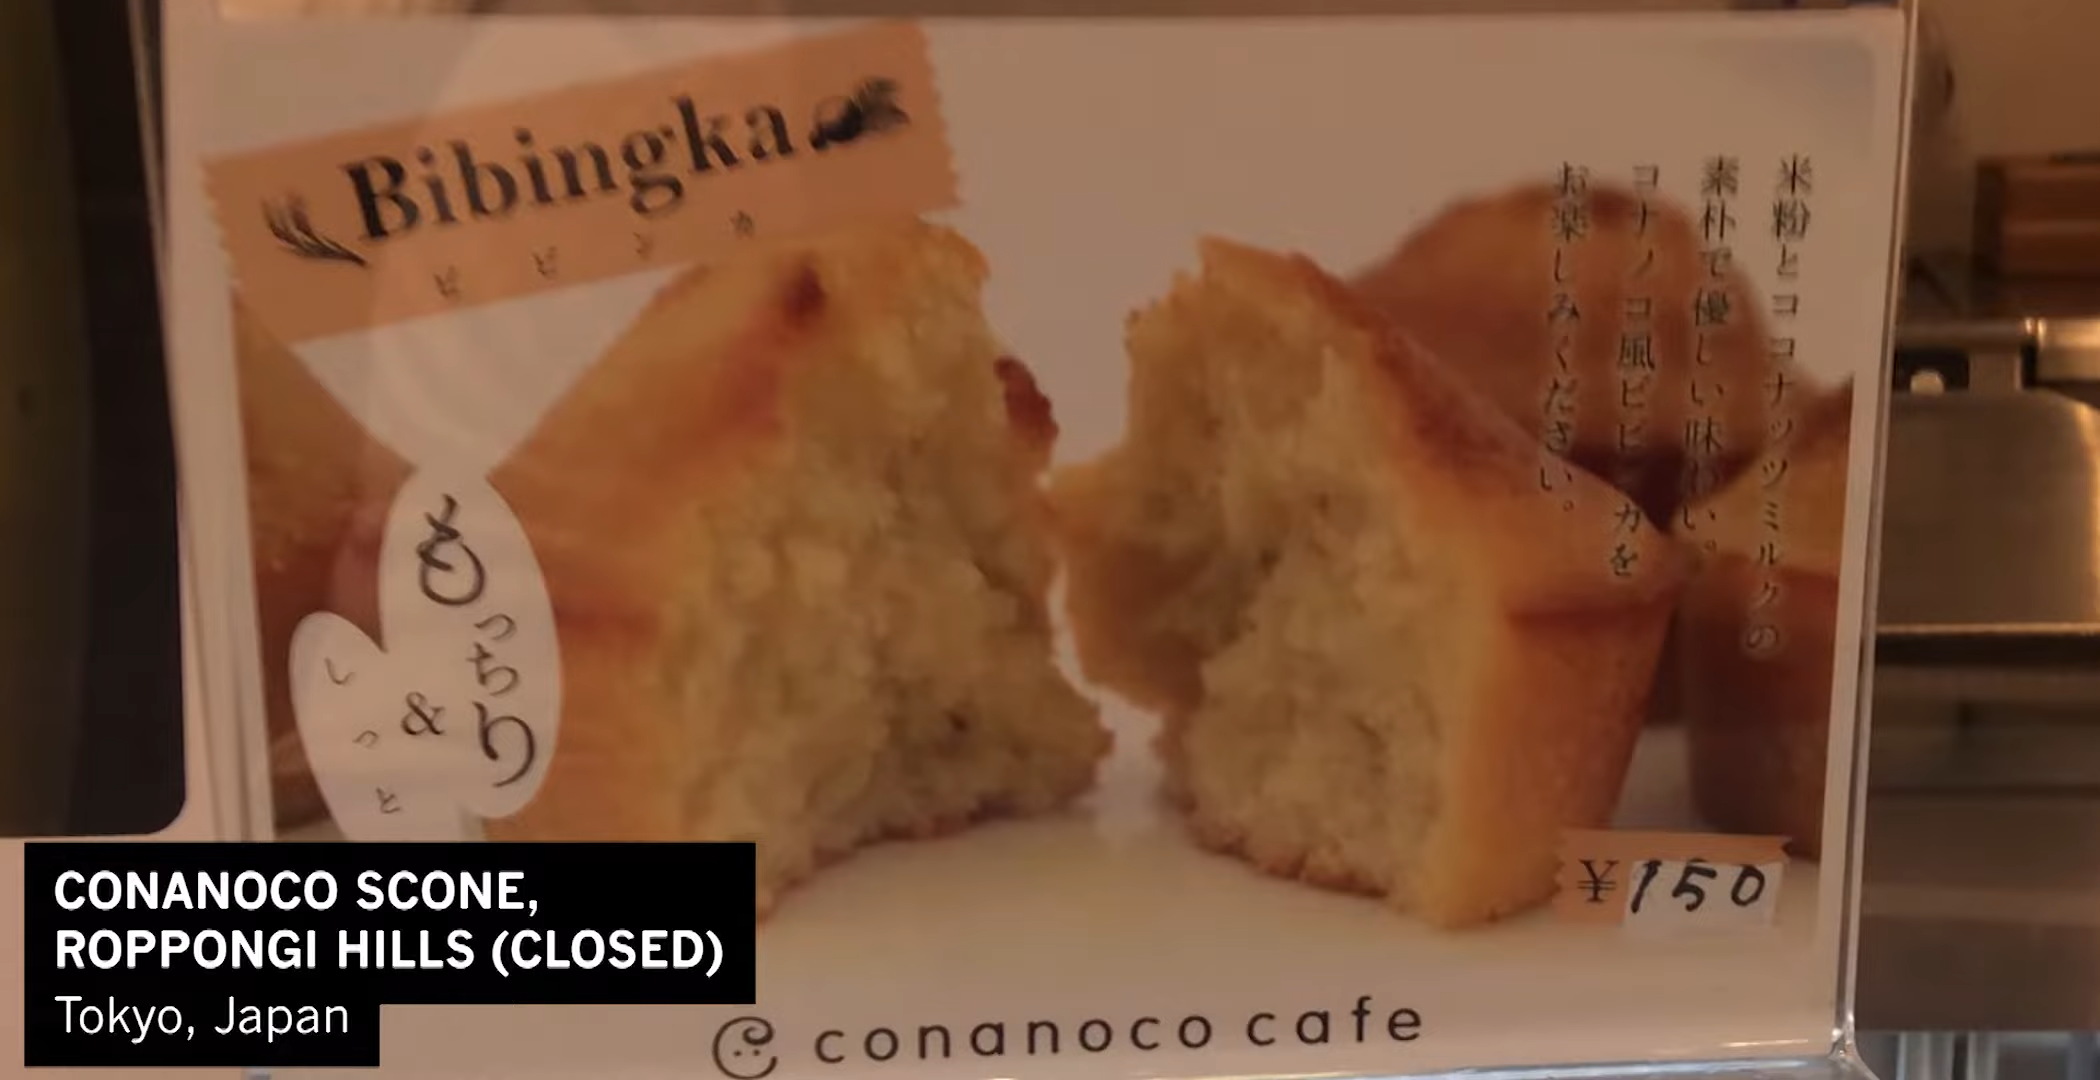 Bibingka
ビビンカ
米粉とココナッツミルクの
素朴で優しい味わい。
コナノコ風ビビンカを
お楽しみください。
もっちり
&
しっと
¥150
CONANOCO SCONE,
ROPPONGI HILLS (CLOSED)
Tokyo, Japan
conanoco cafe